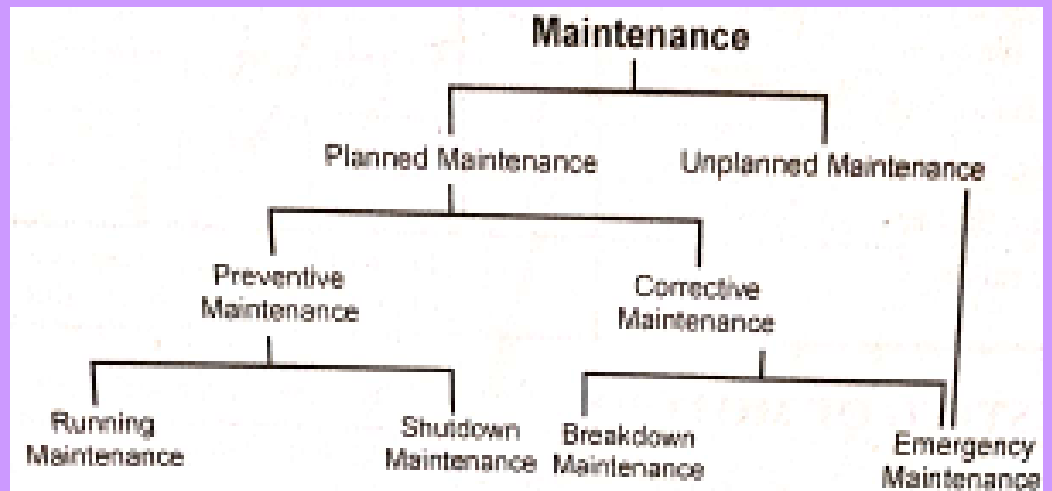 Maintenance
Planned Maintenance
Unplanned Maintenance
Preventive
Maintenance
Corrective
Maintenance
Running
Maintenance
Shutdown
Maintenance
Breakdown
Maintenance
Emergency
Maintenance